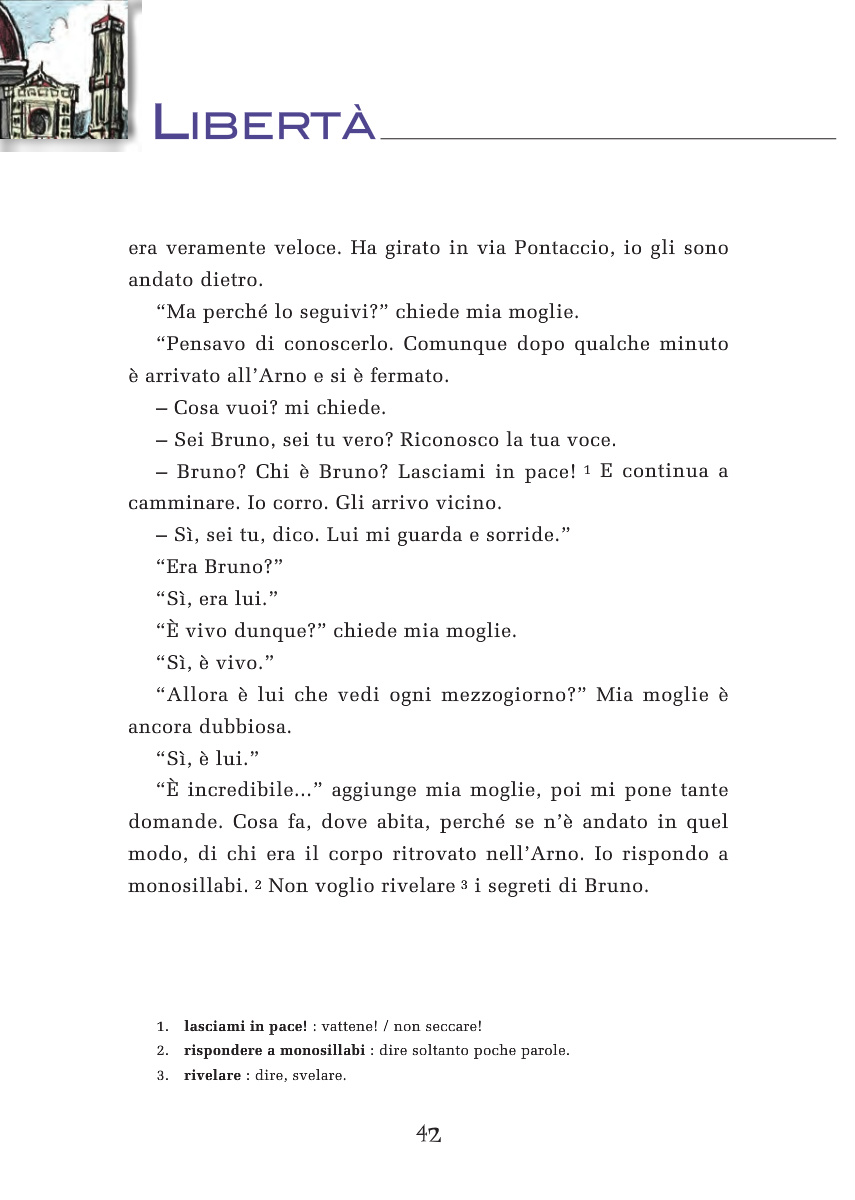 LIBERTÀ
era veramente veloce. Ha girato in via Pontaccio, io gli sono
andato dietro.
“Ma perché lo seguivi?” chiede mia moglie.
“Pensavo di conoscerlo. Comunque dopo qualche minuto
è arrivato all’Arno e si è fermato.
– Cosa vuoi? mi chiede.
– Sei Bruno, sei tu vero? Riconosco la tua voce.
– Bruno? Chi è Bruno? Lasciami in pace! 1 E continua a
camminare. Io corro. Gli arrivo vicino.
– Sì, sei tu, dico. Lui mi guarda e sorride.”
“Era Bruno?”
“Sì, era lui.”
“È vivo dunque?” chiede mia moglie.
“Sì, è vivo.”
“Allora è lui che vedi ogni mezzogiorno?” Mia moglie è
ancora dubbiosa.
“Sì, è lui.”
“È incredibile...” aggiunge mia moglie, poi mi pone tante
domande. Cosa fa, dove abita, perché se n’è andato in quel
modo, di chi era il corpo ritrovato nell’Arno. Io rispondo a
monosillabi. 2 Non voglio rivelare 3 i segreti di Bruno.
1. lasciami in pace! : vattene! / non seccare!
2. rispondere a monosillabi : dire soltanto poche parole.
3. rivelare : dire, svelare.
42